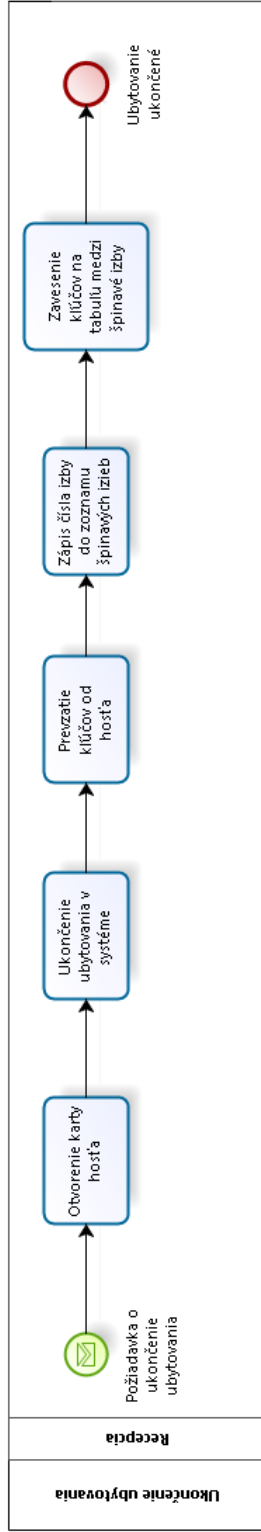 Ukončenie ubytovania
Recepcia
Požiadavka o
ukončenie
ubytovania
Otvorenie karty
hosťa
Ukončenie
ubytovania v
systéme
Prevzatie
kľúčov od
hosťa
Zápis čísla izby
do zoznamu
špinavých izieb
Zavesenie
kľúčov na
tabuľu medzi
špinavé izby
Ubytovanie
ukončené